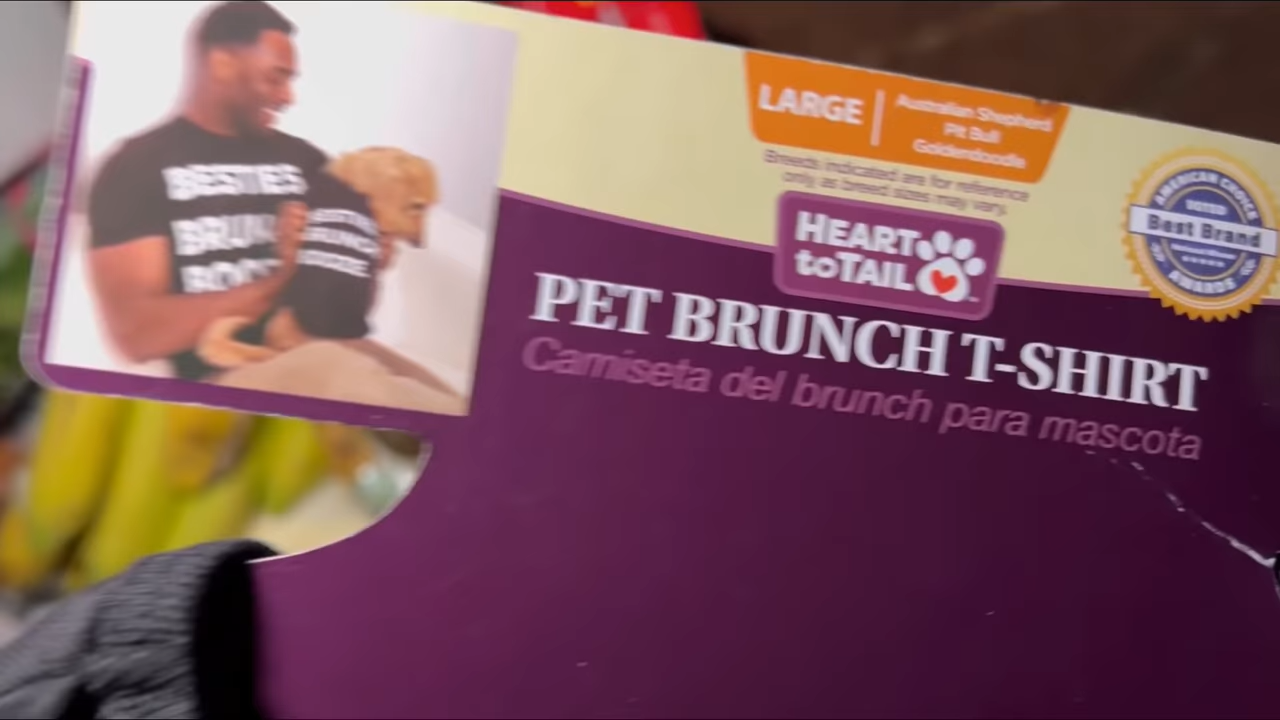 BESTIES
LARGE
Australian Shepherd
Pit Bull
Goldendoodle
Breeds indicated are for reference
only as breed sizes may vary.
AMERICAN CHOICE
Best Brand
AWARDS
HEART
toTAIL
PET BRUNCH T-SHIRT
Camiseta del brunch para mascota